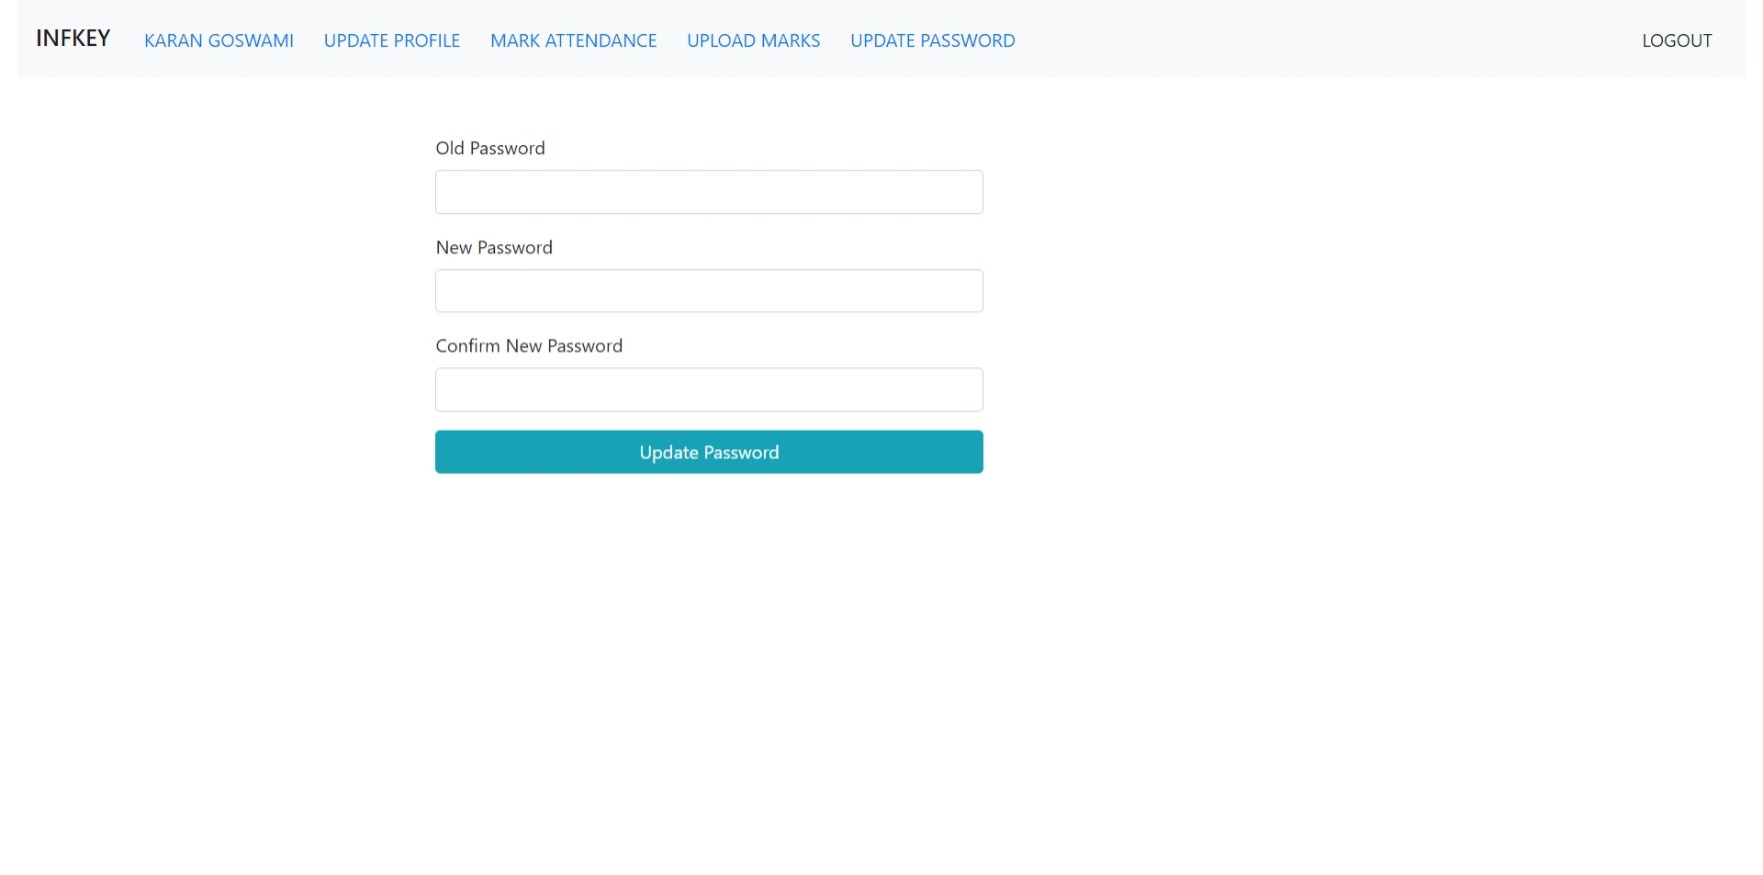 INFKEY KARAN GOSWAMI UPDATE PROFILE MARK ATTENDANCE UPLOAD MARKS UPDATE PASSWORD LOGOUT
Old Password
New Password
Confirm New Password
Update Password